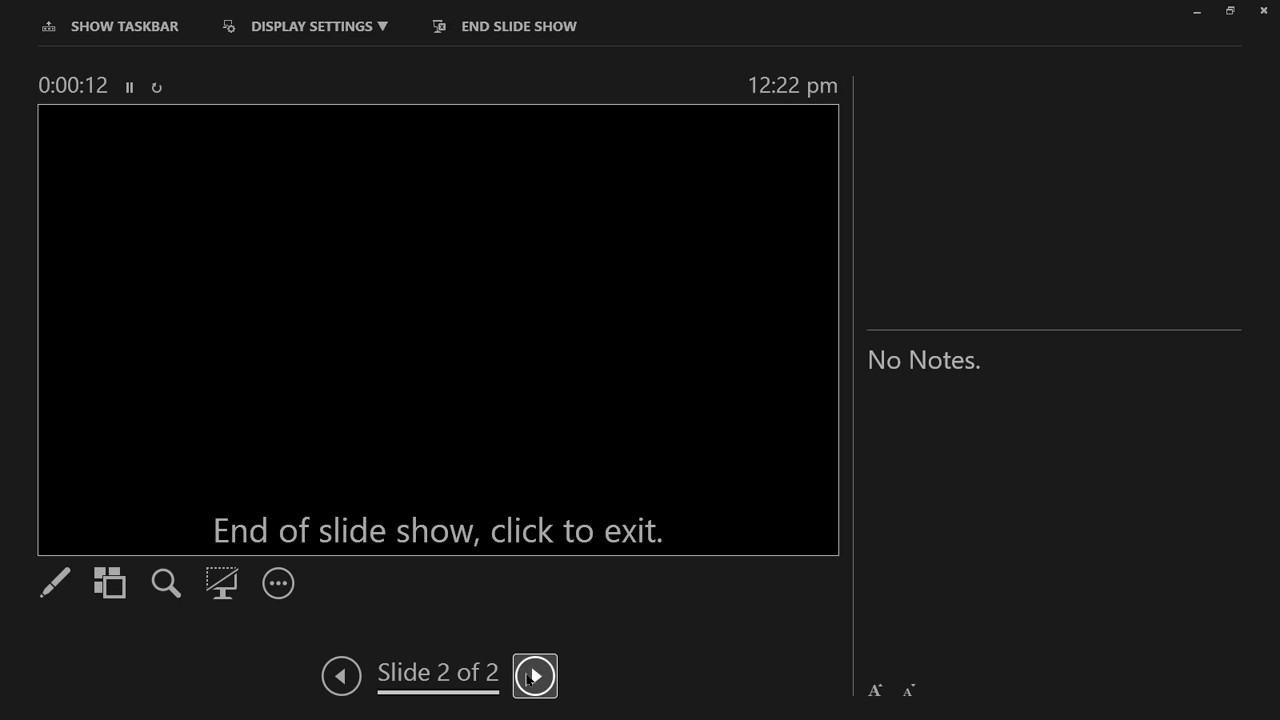 SHOW TASKBAR DISPLAY SETTINGS ▼ END SLIDE SHOW
0:00:12 12:22 pm
End of slide show, click to exit.
No Notes.
Slide 2 of 2
A A